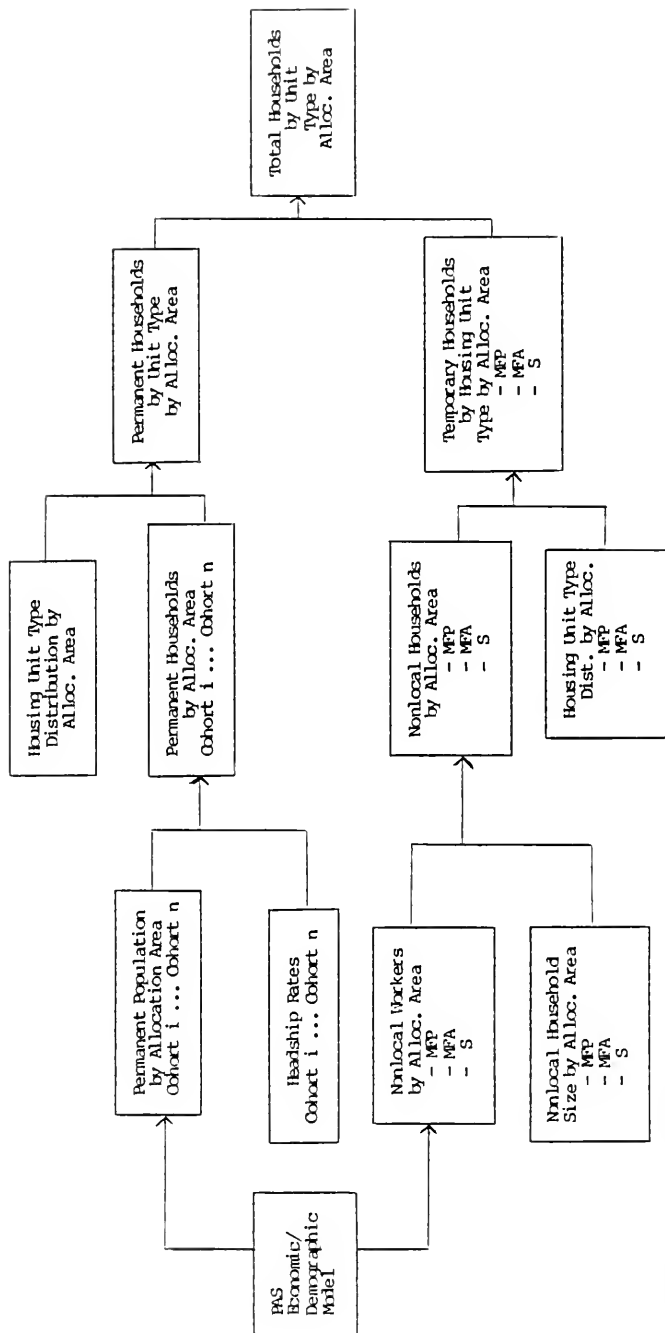 PAS
Economic/
Demographic
Model
Permanent Population
by Allocation Area
Cohort i ... Cohort n
Headship Rates
Cohort i ... Cohort n
Nonlocal Workers
by Alloc. Area
- MFP
- MFA
- S
Nonlocal Household
Size by Alloc. Area
- MFP
- MFA
- S
Housing Unit Type
Distribution by
Alloc. Area
Permanent Households
by Alloc. Area
Cohort i ... Cohort n
Nonlocal Households
by Alloc. Area
- MFP
- MFA
- S
Housing Unit Type
Dist. by Alloc.
- MFP
- MFA
- S
Permanent Households
by Unit Type
by Alloc. Area
Temporary Households
by Housing Unit
Type by Alloc. Area
- MFP
- MFA
- S
Total Households
by Unit
Type by
Alloc. Area